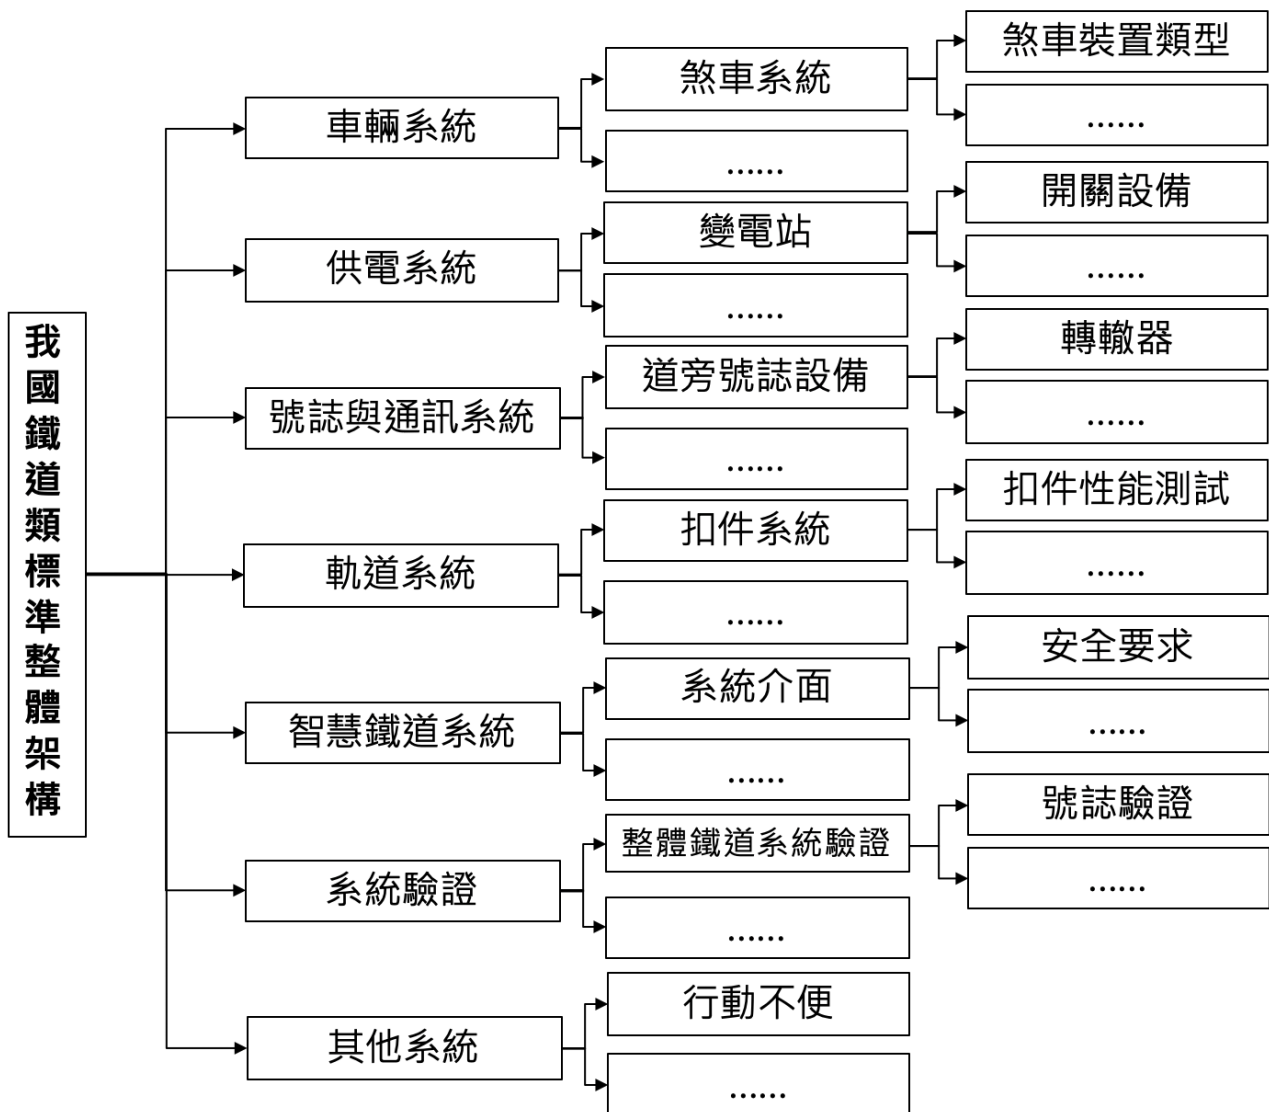 我國鐵道類標準整體架構
車輛系統
煞車系統
煞車裝置類型
......
......
供電系統
變電站
開關設備
......
......
號誌與通訊系統
道旁號誌設備
轉轍器
......
......
軌道系統
扣件系統
扣件性能測試
......
......
智慧鐵道系統
系統介面
安全要求
......
......
系統驗證
整體鐵道系統驗證
號誌驗證
......
......
其他系統
行動不便
......